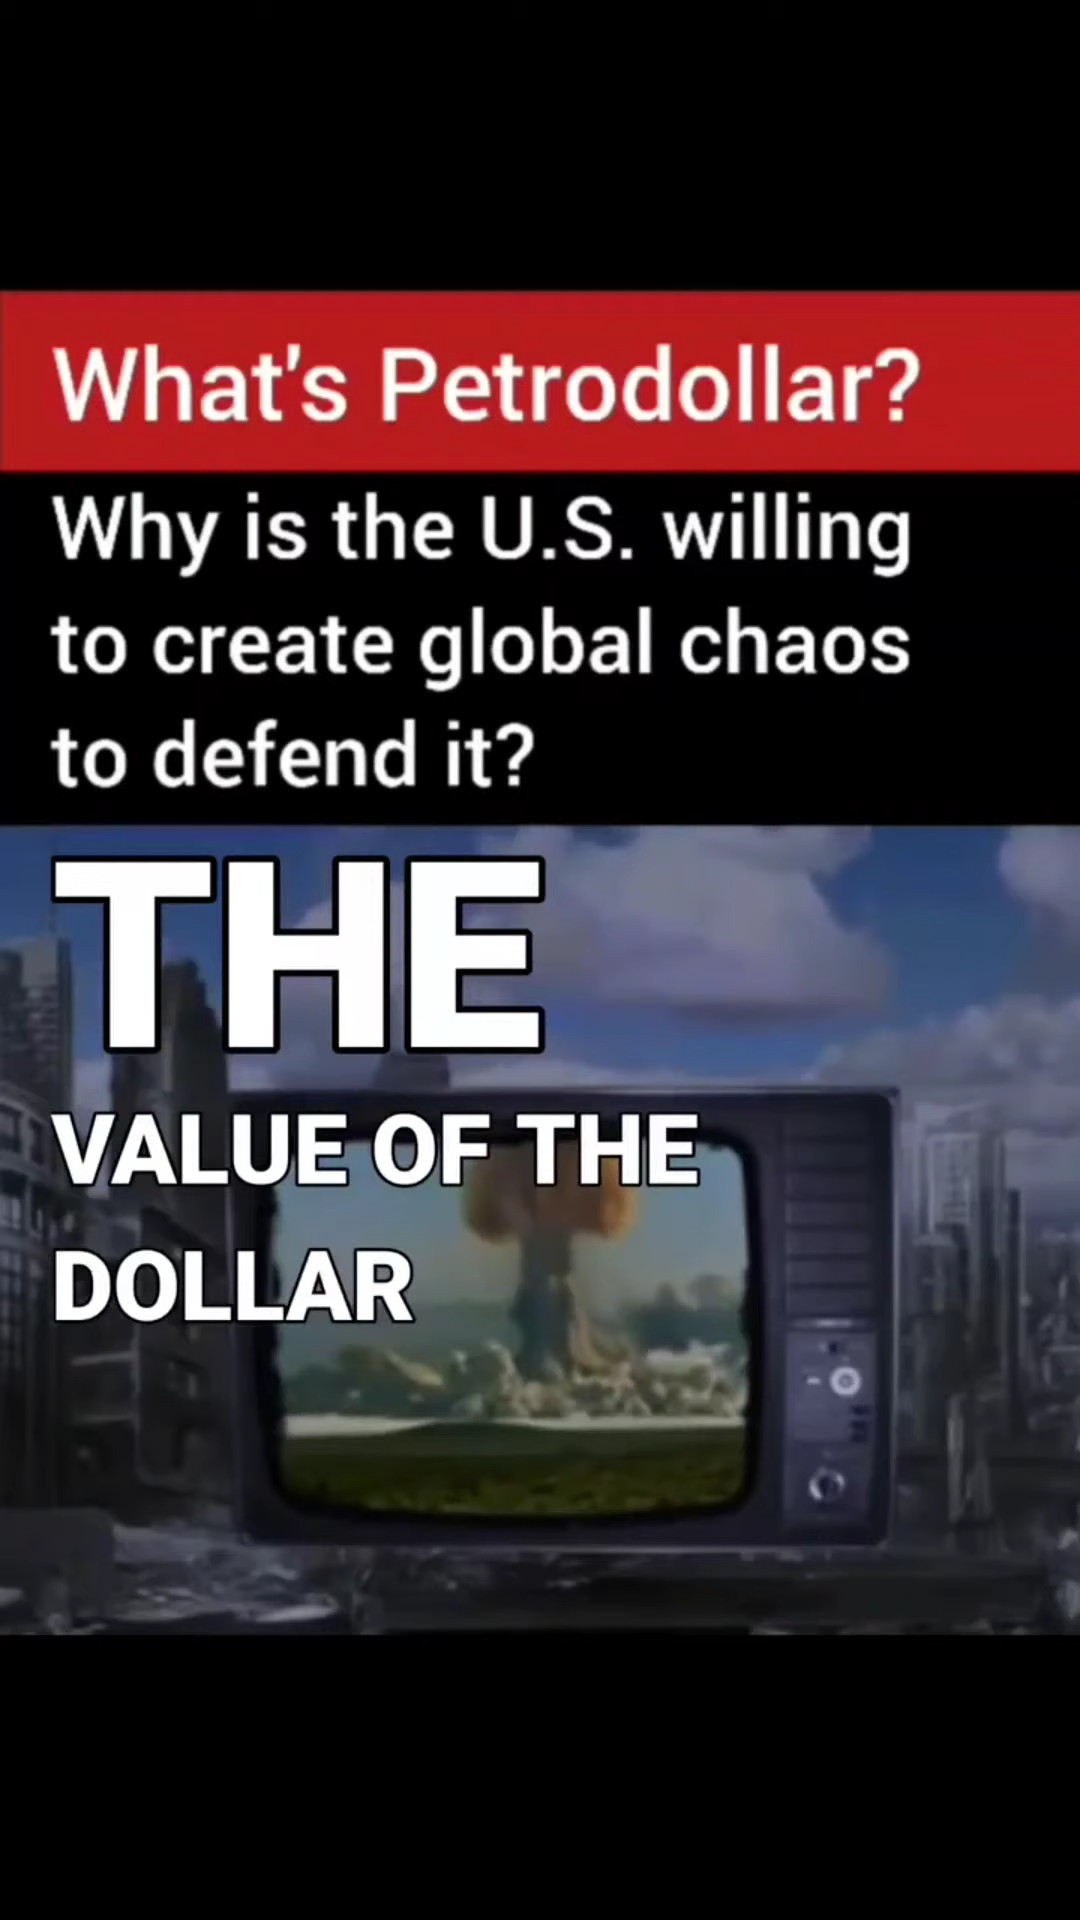 What's Petrodollar?
Why is the U.S. willing
to create global chaos
to defend it?
THE
VALUE OF THE
DOLLAR